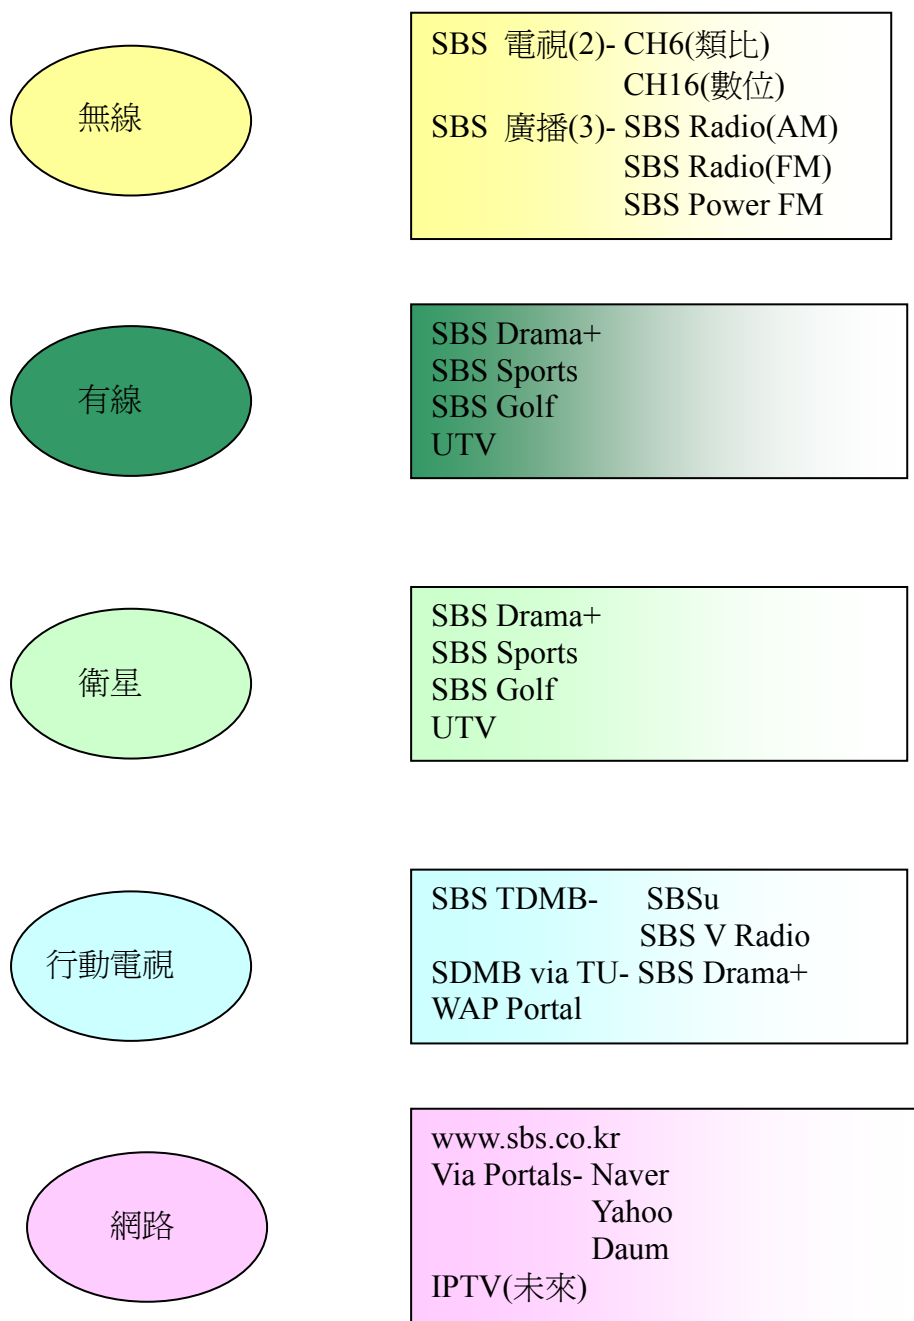 無線
SBS 電視(2)- CH6(類比)
CH16(數位)
SBS 廣播(3)- SBS Radio(AM)
SBS Radio(FM)
SBS Power FM
有線
SBS Drama+
SBS Sports
SBS Golf
UTV
衛星
SBS Drama+
SBS Sports
SBS Golf
UTV
行動電視
SBS TDMB- SBSu
SBS V Radio
SDMB via TU- SBS Drama+
WAP Portal
網路
www.sbs.co.kr
Via Portals- Naver
Yahoo
Daum
IPTV(未來)